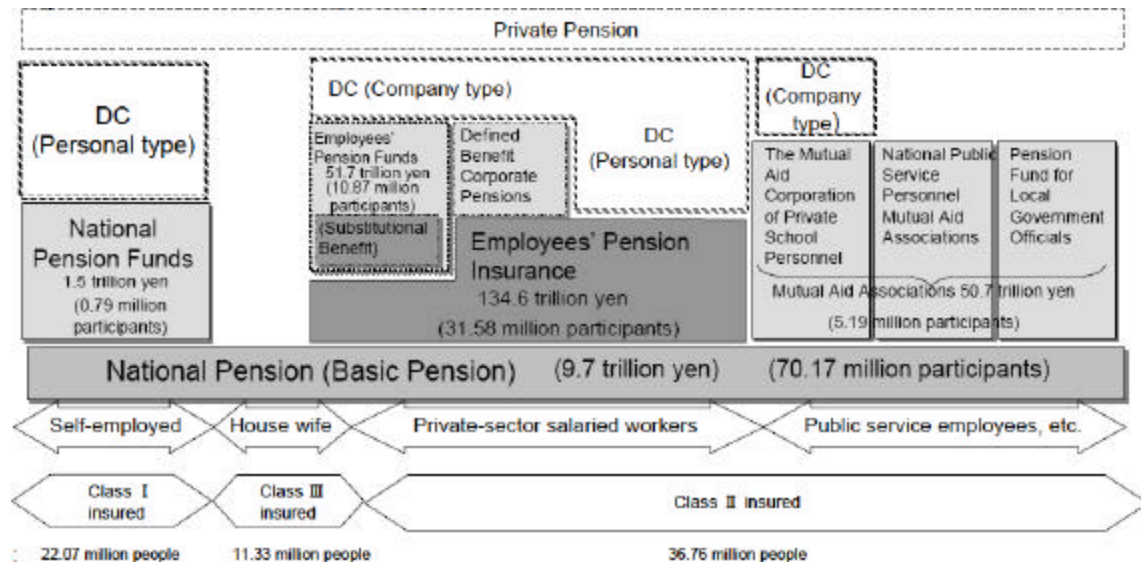 Private Pension
DC
(Personal type)
DC (Company type)
DC
(Personal type)
DC
(Company
type)
Employees'
Pension Funds
51.7 trillion yen
(10.87 million
participants)
(Substitutional
Benefit)
Defined
Benefit
Corporate
Pensions
The Mutual
Aid
Corporation
of Private
School
Personnel
National Public
Service
Personnel
Mutual Aid
Associations
Pension
Fund for
Local
Government
Officials
National
Pension Funds
1.5 trillion yen
(0.79 million
participants)
Employees' Pension
Insurance
134.6 trillion yen
(31.58 million participants)
Mutual Aid Associations 50.7 trillion yen
(5.19 million participants)
National Pension (Basic Pension) (9.7 trillion yen) (70.17 million participants)
Self-employed
House wife
Private-sector salaried workers
Public service employees, etc.
Class Ⅰ
insured
Class Ⅲ
insured
Class Ⅱ insured
: 22.07 million people
11.33 million people
36.76 million people